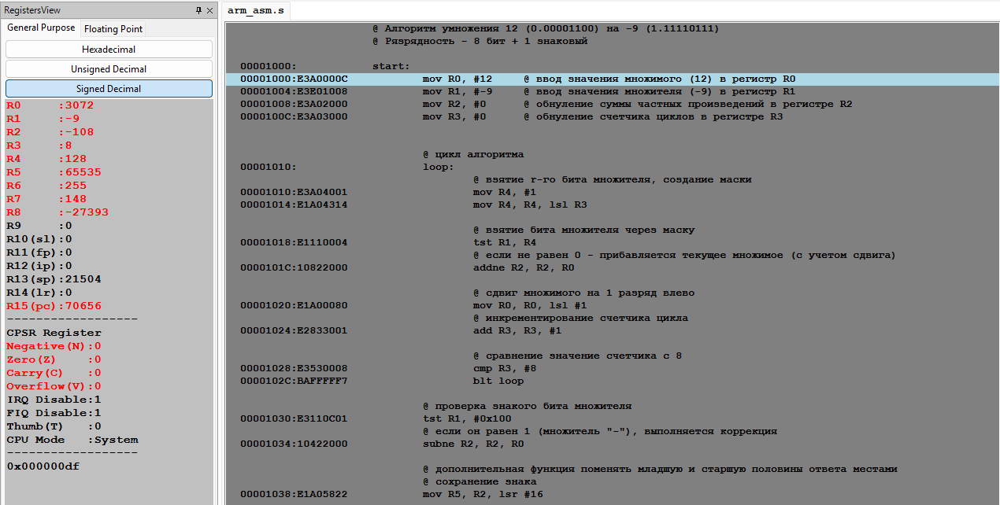 RegistersView
General Purpose Floating Point
Hexadecimal
Unsigned Decimal
Signed Decimal
R0 :3072
R1 :-9
R2 :-108
R3 :8
R4 :128
R5 :65535
R6 :255
R7 :148
R8 :-27393
R9 :0
R10(sl):0
R11(fp):0
R12(ip):0
R13(sp):21504
R14(lr):0
R15(pc):70656
------------------
CPSR Register
Negative(N):0
Zero(Z) :0
Carry(C) :0
Overflow(V):0
IRQ Disable:1
FIQ Disable:1
Thumb(T) :0
CPU Mode :System
------------------
0x000000df
arm_asm.s
@ Алгоритм умножения 12 (0.00001100) на -9 (1.11110111)
@ Рязрядность - 8 бит + 1 знаковый
00001000: start:
00001000:E3A0000C mov R0, #12 @ ввод значения множимого (12) в регистр R0
00001004:E3E01008 mov R1, #-9 @ ввод значения множителя (-9) в регистр R1
00001008:E3A02000 mov R2, #0 @ обнуление суммы частных произведений в регистре R2
0000100C:E3A03000 mov R3, #0 @ обнуление счетчика циклов в регистре R3
@ цикл алгоритма
00001010: loop:
@ взятие r-го бита множителя, создание маски
00001010:E3A04001 mov R4, #1
00001014:E1A04314 mov R4, R4, lsl R3
@ взятие бита множителя через маску
00001018:E1110004 tst R1, R4
@ если не равен 0 - прибавляется текущее множимое (с учетом сдвига)
0000101C:10822000 addne R2, R2, R0
@ сдвиг множимого на 1 разряд влево
00001020:E1A00080 mov R0, R0, lsl #1
@ инкрементирование счетчика цикла
00001024:E2833001 add R3, R3, #1
@ сравнение значение счетчика с 8
00001028:E3530008 cmp R3, #8
0000102C:BAFFFFF7 blt loop
@ проверка знакого бита множителя
00001030:E3110C01 tst R1, #0x100
@ если он равен 1 (множитель "-"), выполняется коррекция
00001034:10422000 subne R2, R2, R0
@ дополнительная функция поменять младшую и старшую половины ответа местами
@ сохранение знака
00001038:E1A05822 mov R5, R2, lsr #16